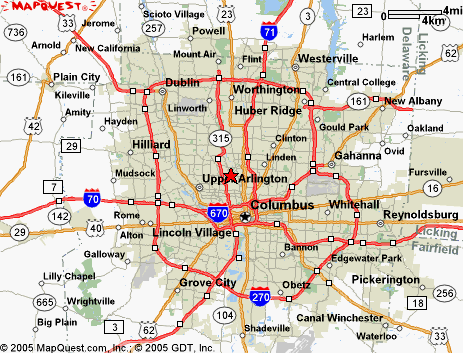 MAPQUEST
Jerome
736
33
Scioto Village
23
Powell
71
0
4mi
4km
Arnold
New California
Mount Air
Flint
Westerville
Delaware
Licking
62
161
Plain City
Kileville
Dublin
Worthington
Central College
Linworth
Huber Ridge
161
New Albany
Amity
Hayden
42
315
Gould Park
Oakland
29
Hilliard
Clinton
Linden
Gahanna
Ovid
Mudsock
Upper Arlington
Fursville
16
7
70
142
670
Columbus
Whitehall
Reynoldsburg
Rome
29
40
Alton
Lincoln Village
Bannon
40
Licking
Fairfield
Galloway
Edgewater Park
Lilly Chapel
Grove City
270
Obetz
Pickerington
665
Wrightville
18
256
Big Plain
3
62
104
23
33
Canal Winchester
Shadeville
Waterloo
© 2005 MapQuest.com, Inc.; © 2005 GDT, Inc.